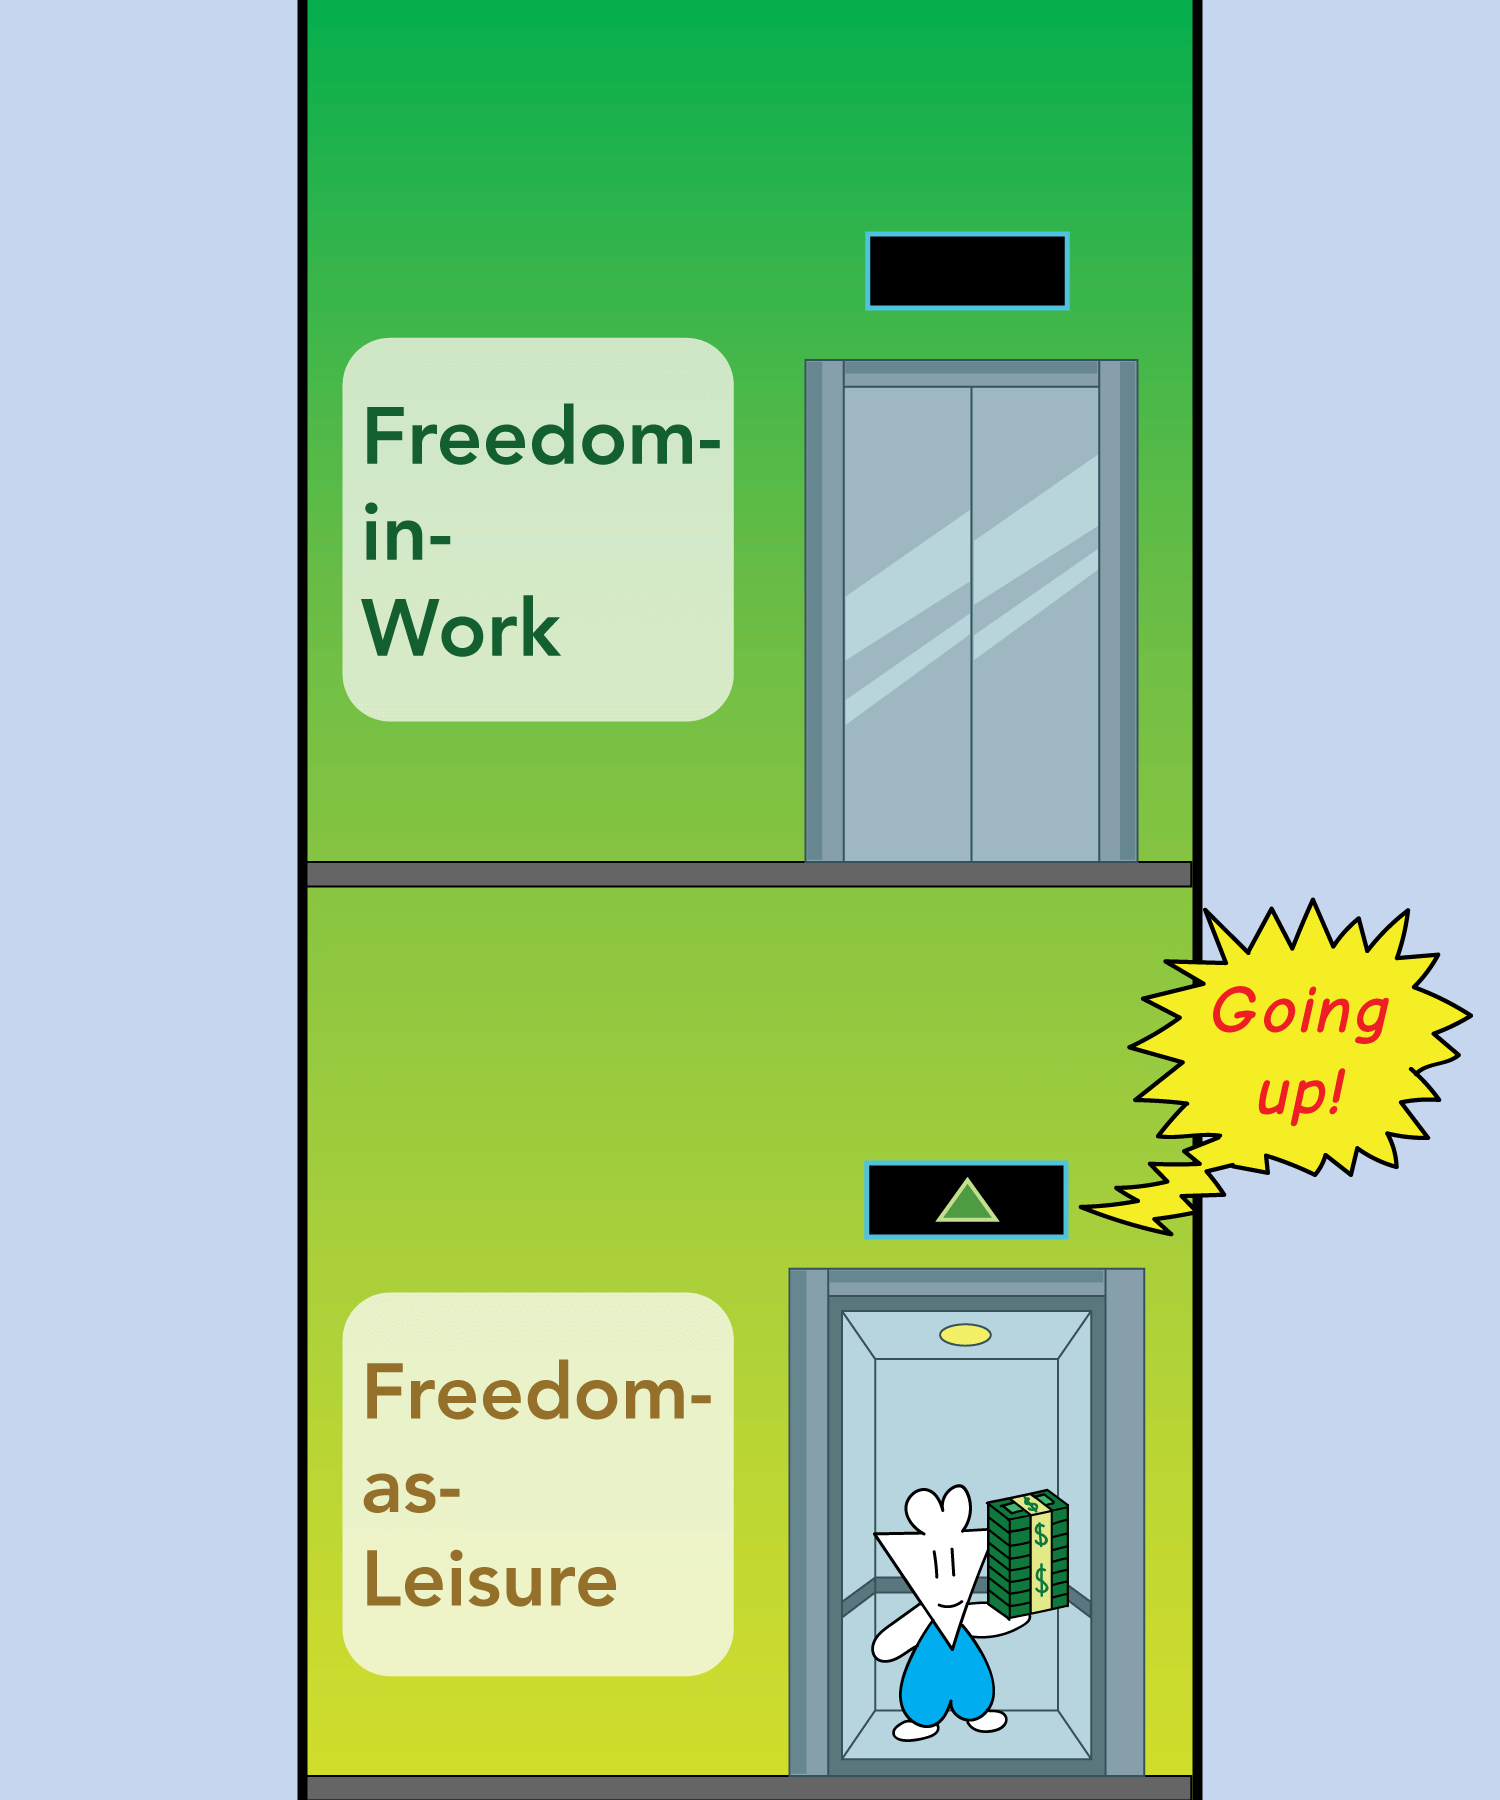 Freedom-
in-
Work
Going
up!
Freedom-
as-
Leisure
$
$
$